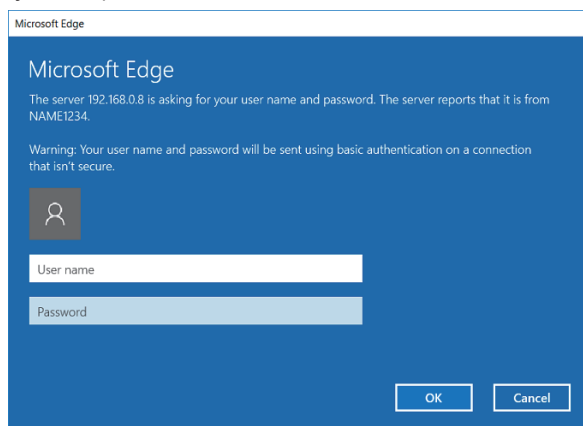 Microsoft Edge
Microsoft Edge
The server 192.168.0.8 is asking for your user name and password. The server reports that it is from
NAME1234.
Warning: Your user name and password will be sent using basic authentication on a connection
that isn't secure.
User name
Password
OK Cancel